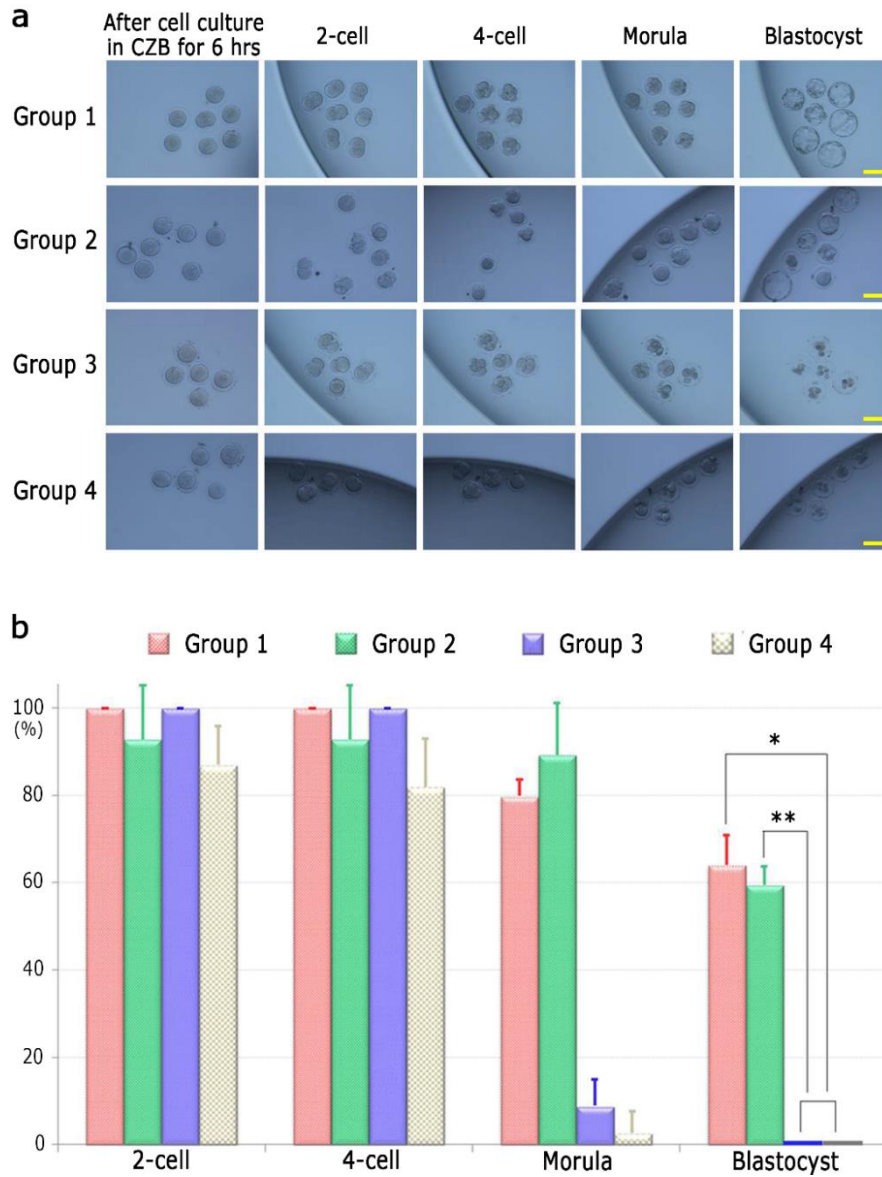 a
After cell culture
in CZB for 6 hrs
2-cell
4-cell
Morula
Blastocyst
Group 1
Group 2
Group 3
Group 4
b
Group 1
Group 2
Group 3
Group 4
100
(%)
80
60
40
20
0
*
**
2-cell
4-cell
Morula
Blastocyst